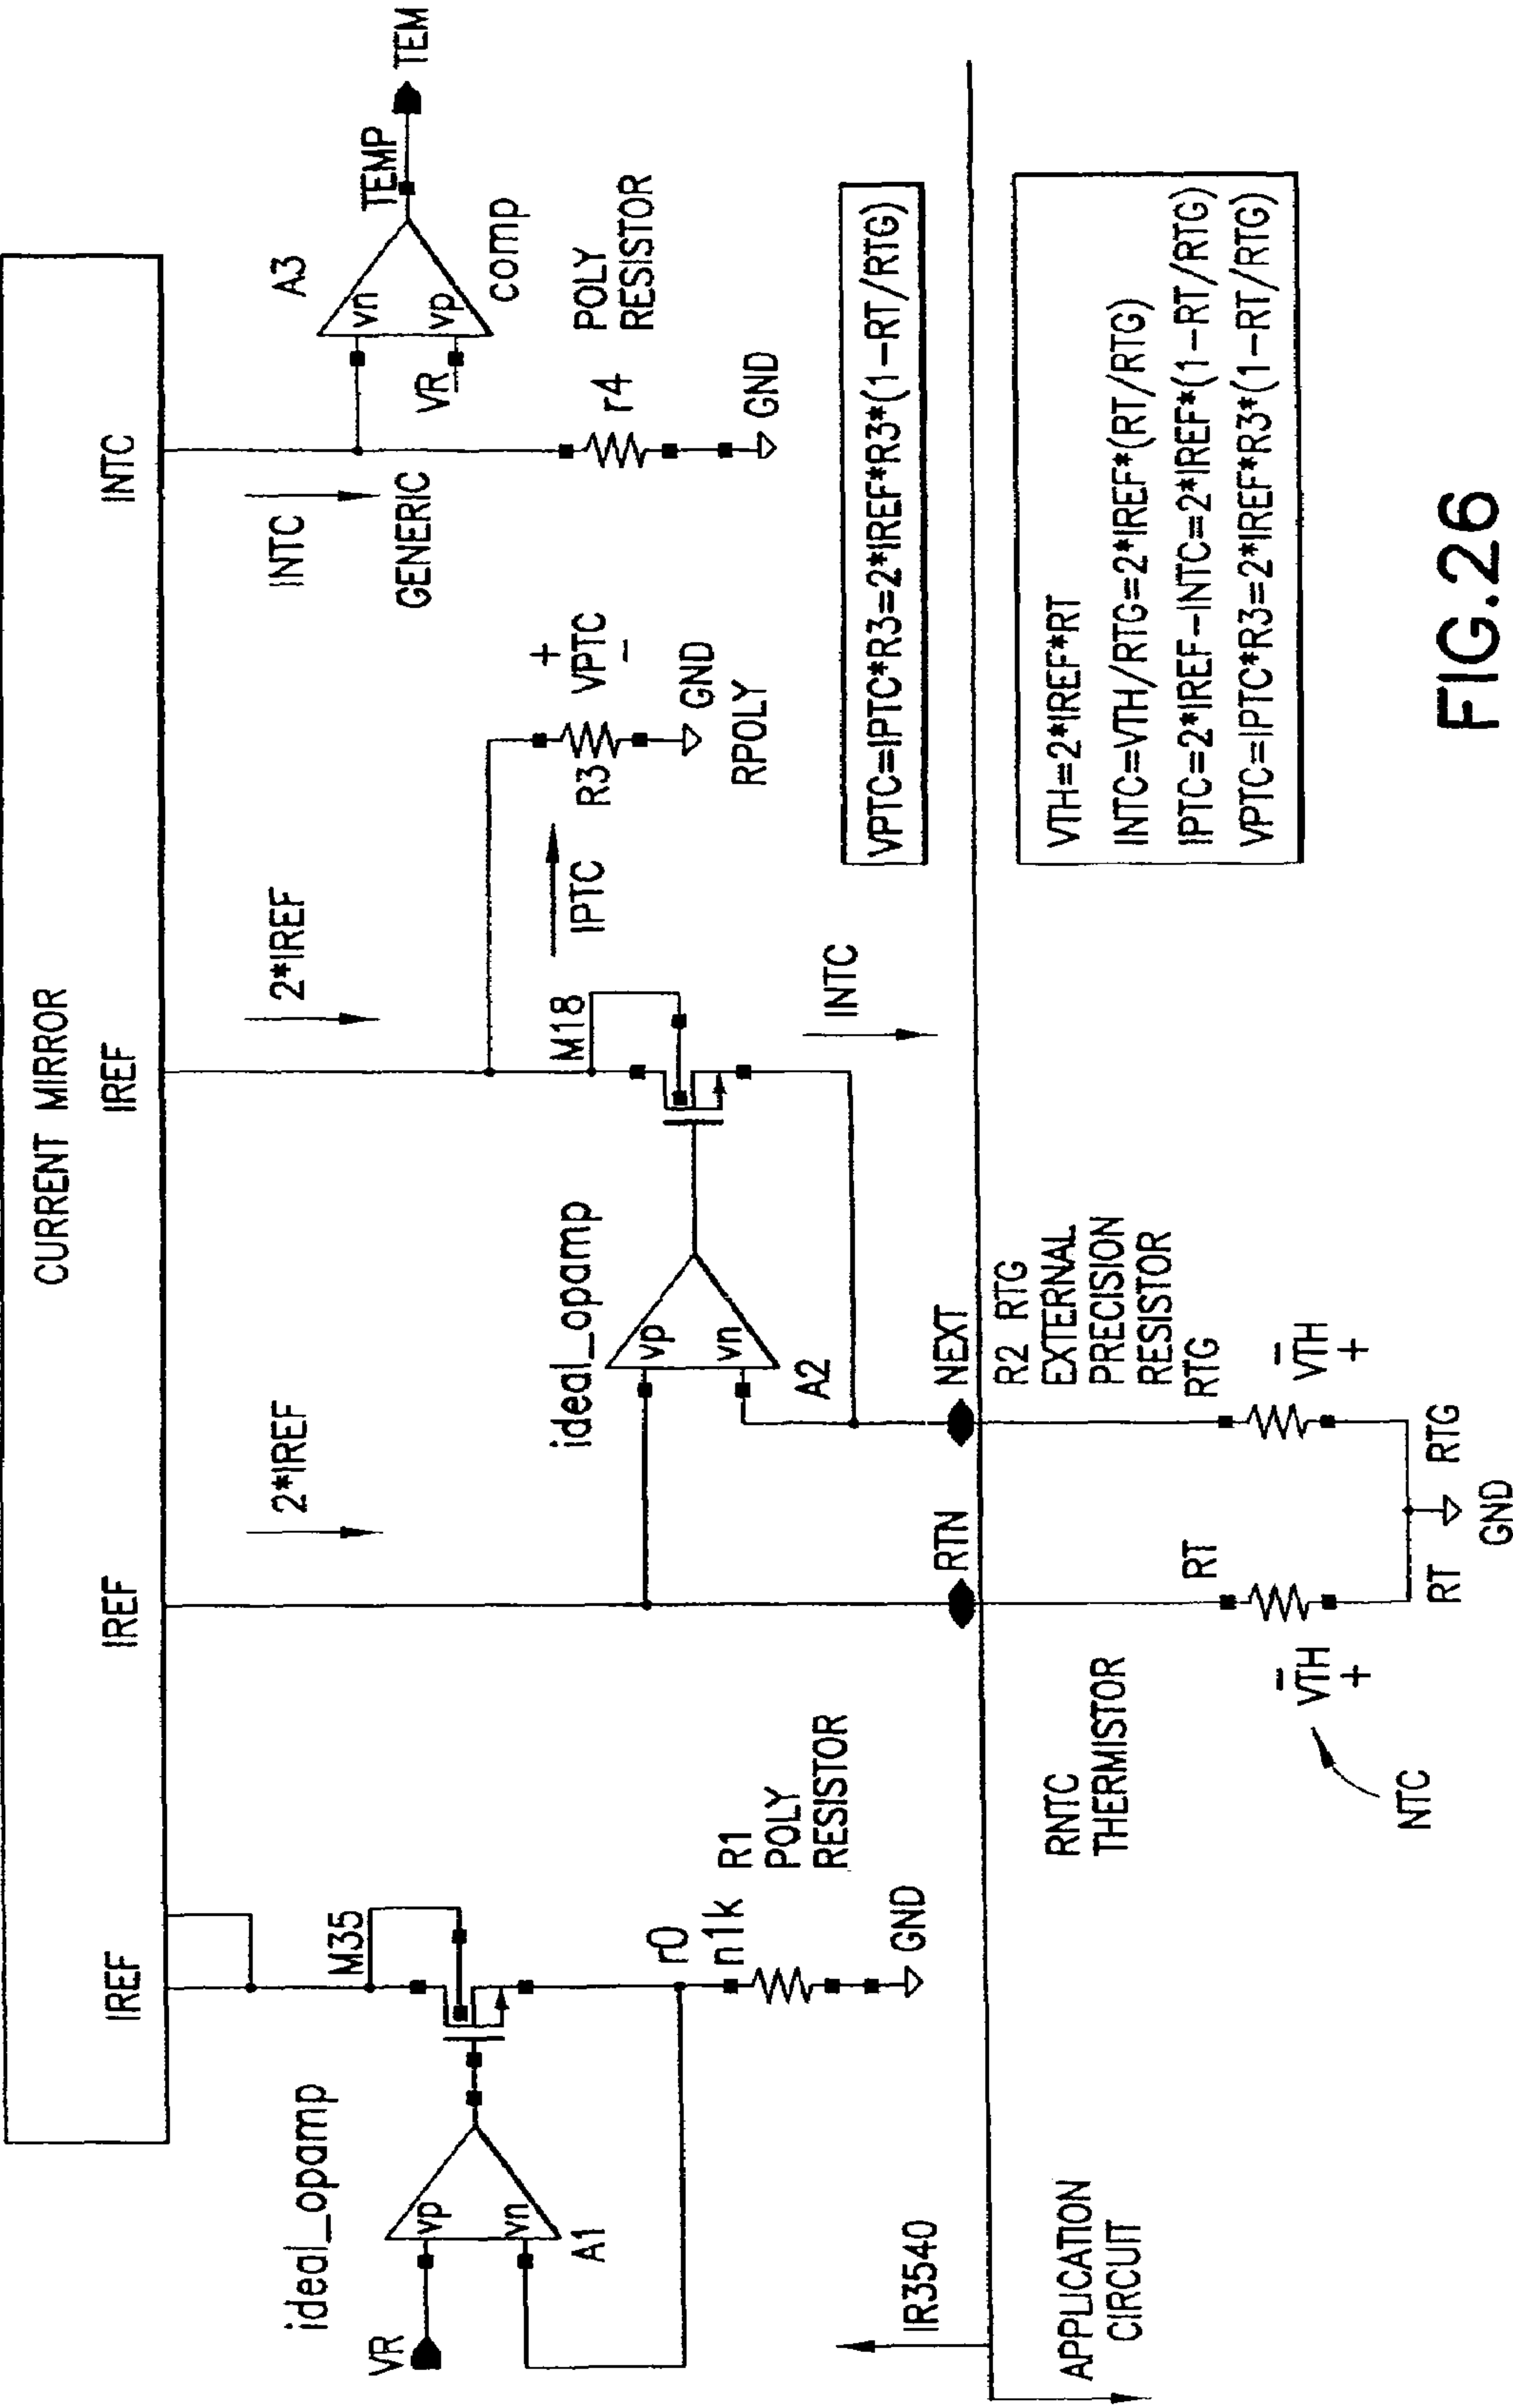 CURRENT MIRROR
IREF
IREF
IREF
INTC
2*IREF
2*IREF
INTC
GENERIC
ideal_opamp
vp
vn
A1
VR
M35
r0
n1k
R1
POLY
RESISTOR
GND
ideal_opamp
vp
vn
A2
M18
IPTC
R3
+
VPTC
−
GND
RPOLY
A3
vn
vp
VR
comp
TEMP
TEM
r4
POLY
RESISTOR
GND
INTC
VPTC=IPTC*R3=2*IREF*R3*(1−RT/RTG)
IR3540
APPLICATION
CIRCUIT
RTN
NEXT
RNTC
THERMISTOR
R2 RTG
EXTERNAL
PRECISION
RESISTOR
RT
RTG
−
VTH
+
−
VTH
+
NTC
RT
RTG
GND
VTH=2*IREF*RT
INTC=VTH/RTG=2*IREF*(RT/RTG)
IPTC=2*IREF−INTC=2*IREF*(1−RT/RTG)
VPTC=IPTC*R3=2*IREF*R3*(1−RT/RTG)
FIG.26